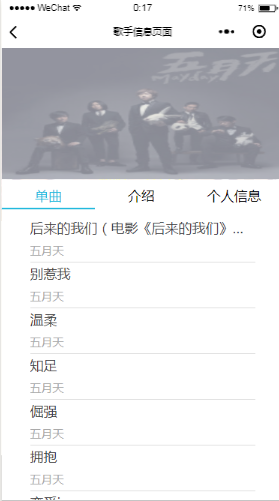 WeChat
0:17
71%
歌手信息页面
五月天
单曲
介绍
个人信息
后来的我们（电影《后来的我们》...
五月天
别惹我
五月天
温柔
五月天
知足
五月天
倔强
五月天
拥抱
五月天